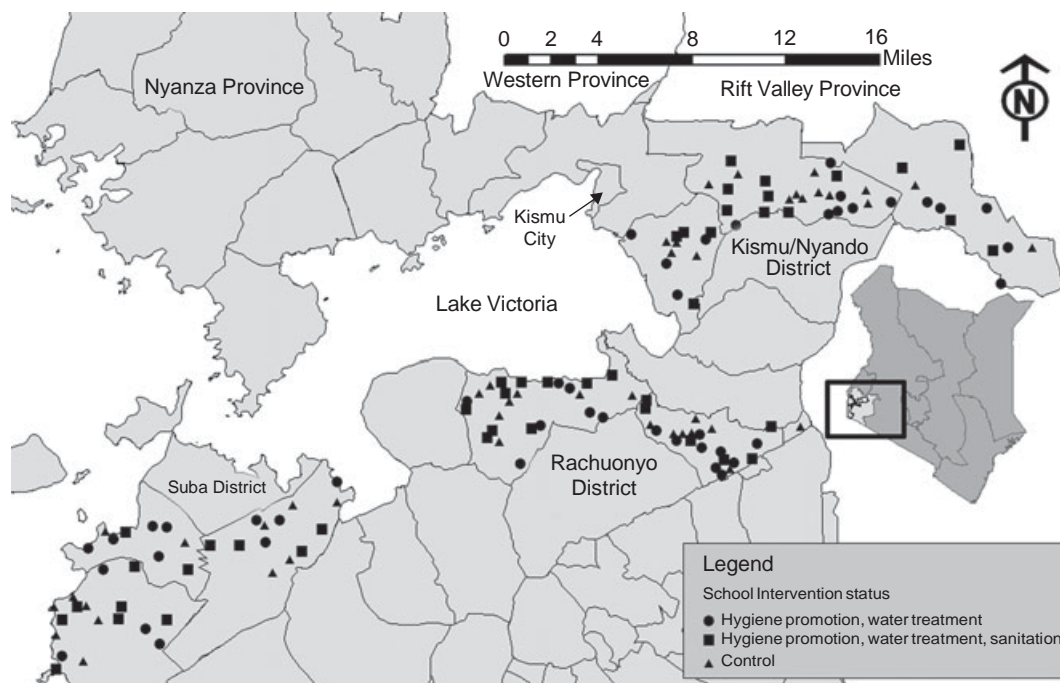 0 2 4 8 12 16
Miles
Western Province
Rift Valley Province
Nyanza Province
N
Kismu
City
Kismu/Nyando
District
Lake Victoria
Rachuonyo
District
Suba District
Legend
School Intervention status
Hygiene promotion, water treatment
Hygiene promotion, water treatment, sanitation
Control